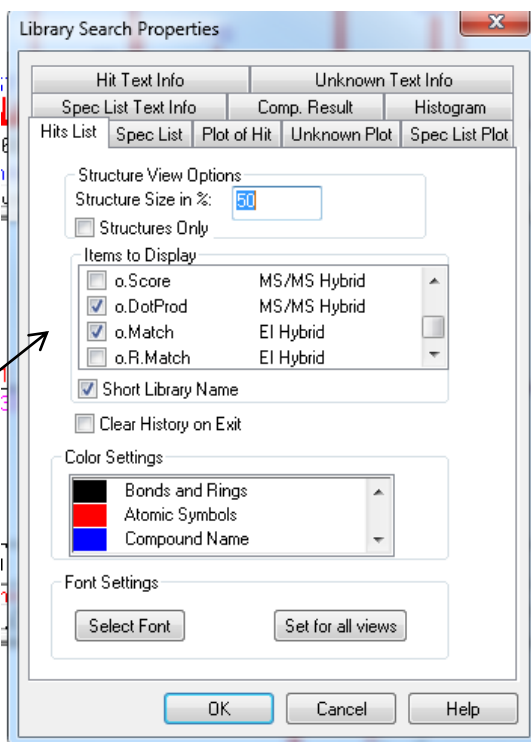 Library Search Properties
Hit Text Info Unknown Text Info
Spec List Text Info Comp. Result Histogram
Hits List Spec List Plot of Hit Unknown Plot Spec List Plot
Structure View Options
Structure Size in %: 50
Structures Only
Items to Display
o.Score MS/MS Hybrid
o.DotProd MS/MS Hybrid
o.Match EI Hybrid
o.R.Match EI Hybrid
Short Library Name
Clear History on Exit
Color Settings
Bonds and Rings
Atomic Symbols
Compound Name
Font Settings
Select Font Set for all views
OK Cancel Help